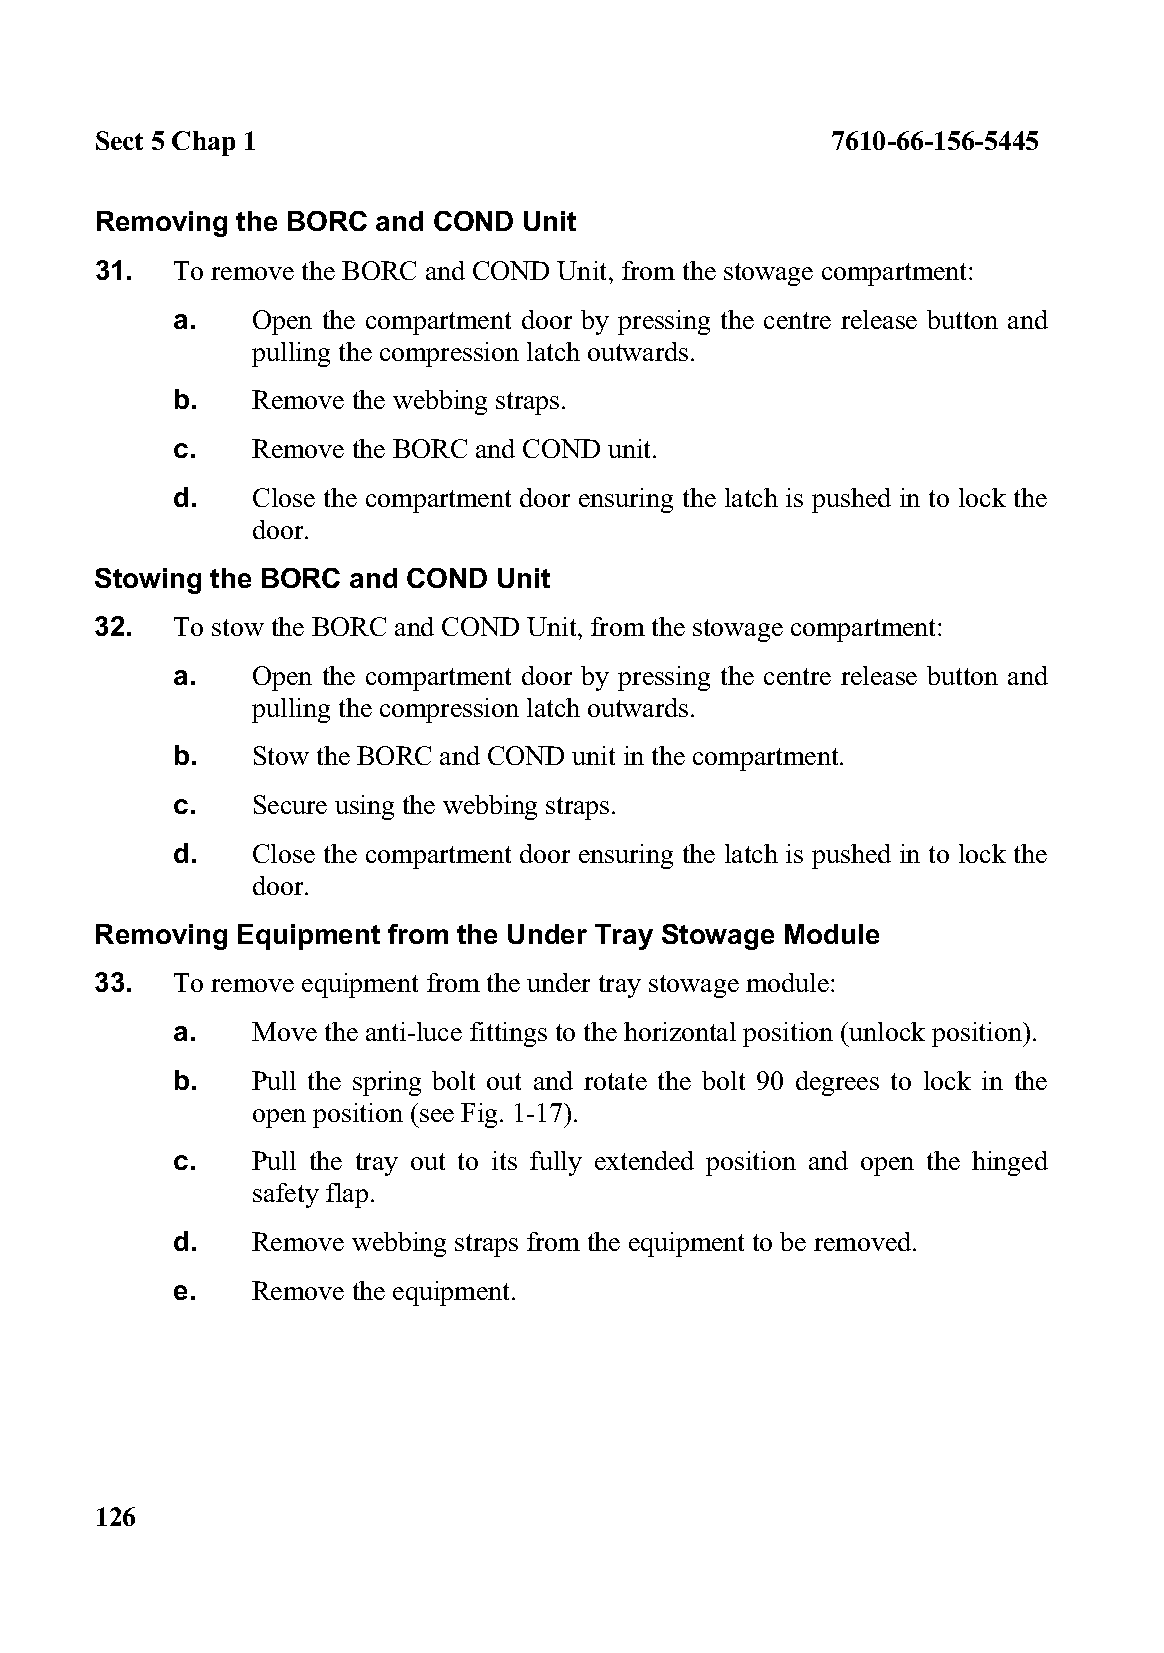 Sect 5 Chap 1 7610-66-156-5445
Removing the BORC and COND Unit
31. To remove the BORC and COND Unit, from the stowage compartment:
a. Open the compartment door by pressing the centre release button and
pulling the compression latch outwards.
b. Remove the webbing straps.
c. Remove the BORC and COND unit.
d. Close the compartment door ensuring the latch is pushed in to lock the
door.
Stowing the BORC and COND Unit
32. To stow the BORC and COND Unit, from the stowage compartment:
a. Open the compartment door by pressing the centre release button and
pulling the compression latch outwards.
b. Stow the BORC and COND unit in the compartment.
c. Secure using the webbing straps.
d. Close the compartment door ensuring the latch is pushed in to lock the
door.
Removing Equipment from the Under Tray Stowage Module
33. To remove equipment from the under tray stowage module:
a. Move the anti-luce fittings to the horizontal position (unlock position).
b. Pull the spring bolt out and rotate the bolt 90 degrees to lock in the
open position (see Fig. 1-17).
c. Pull the tray out to its fully extended position and open the hinged
safety flap.
d. Remove webbing straps from the equipment to be removed.
e. Remove the equipment.
126